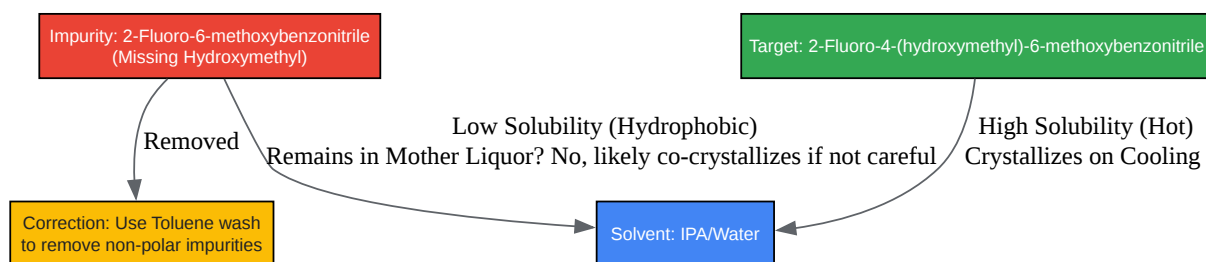 Impurity: 2-Fluoro-6-methoxybenzonitrile
(Missing Hydroxymethyl)
Target: 2-Fluoro-4-(hydroxymethyl)-6-methoxybenzonitrile
Removed
Low Solubility (Hydrophobic)
Remains in Mother Liquor? No, likely co-crystallizes if not careful
High Solubility (Hot)
Crystallizes on Cooling
Correction: Use Toluene wash
to remove non-polar impurities
Solvent: IPA/Water